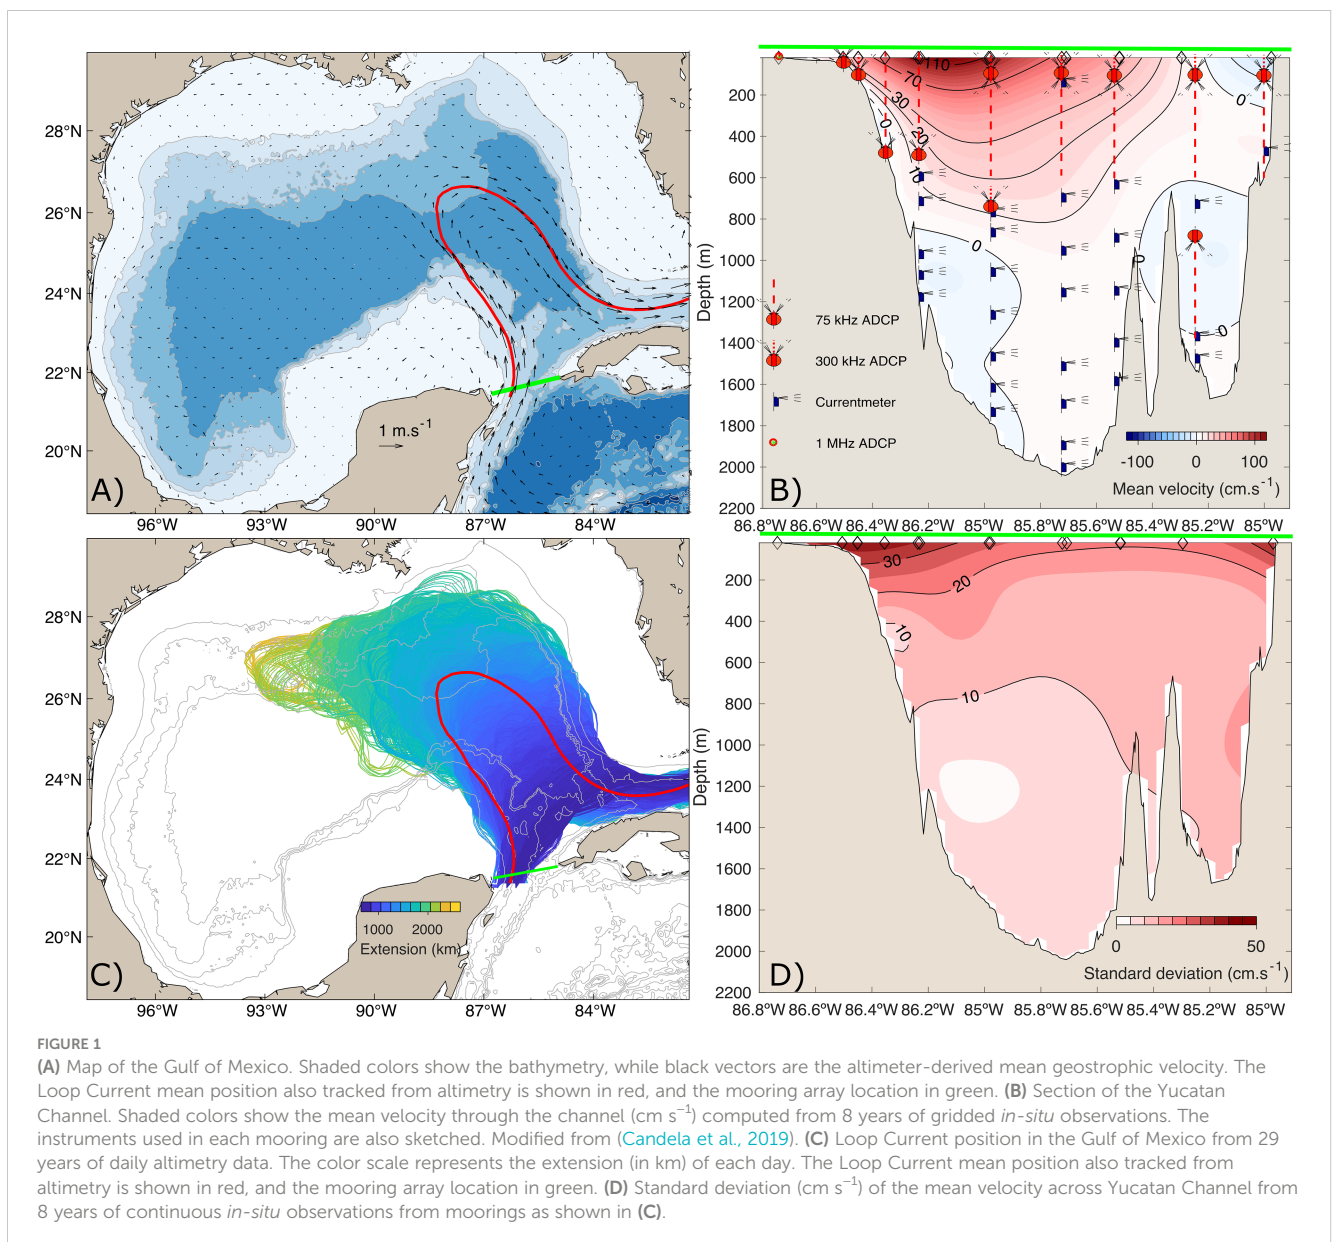 28°N
26°N
24°N
22°N
20°N
1 m.s⁻¹
A)
96°W 93°W 90°W 87°W 84°W
200
400
600
800
1000
1200
1400
1600
1800
2000
2200
Depth (m)
110
70
30
0
20
10
0
0
0
0
75 kHz ADCP
300 kHz ADCP
Currentmeter
1 MHz ADCP
-120 0 100
Mean velocity (cm.s⁻¹)
B)
86.8°W 86.6°W 86.2°W 85°W 85.8°W 85.5°W 85.2°W 85°W
28°N
26°N
24°N
22°N
20°N
1000 2000
Extension (km)
C)
96°W 93°W 90°W 87°W 84°W
200
400
600
800
1000
1200
1400
1600
1800
2000
2200
Depth (m)
30
20
10
10
0 50
Standard deviation (cm.s⁻¹)
D)
86.8°W 86.6°W 86.2°W 85°W 85.8°W 85.5°W 85.2°W 85°W
FIGURE 1
(A) Map of the Gulf of Mexico. Shaded colors show the bathymetry, while black vectors are the altimeter-derived mean geostrophic velocity. The
Loop Current mean position also tracked from altimetry is shown in red, and the mooring array location in green. (B) Section of the Yucatan
Channel. Shaded colors show the mean velocity through the channel (cm s⁻¹) computed from 8 years of gridded in-situ observations. The
instruments used in each mooring are also sketched. Modified from (Candela et al., 2019). (C) Loop Current position in the Gulf of Mexico from 29
years of daily altimetry data. The color scale represents the extension (in km) of each day. The Loop Current mean position also tracked from
altimetry is shown in red, and the mooring array location in green. (D) Standard deviation (cm s⁻¹) of the mean velocity across Yucatan Channel from
8 years of continuous in-situ observations from moorings as shown in (C).